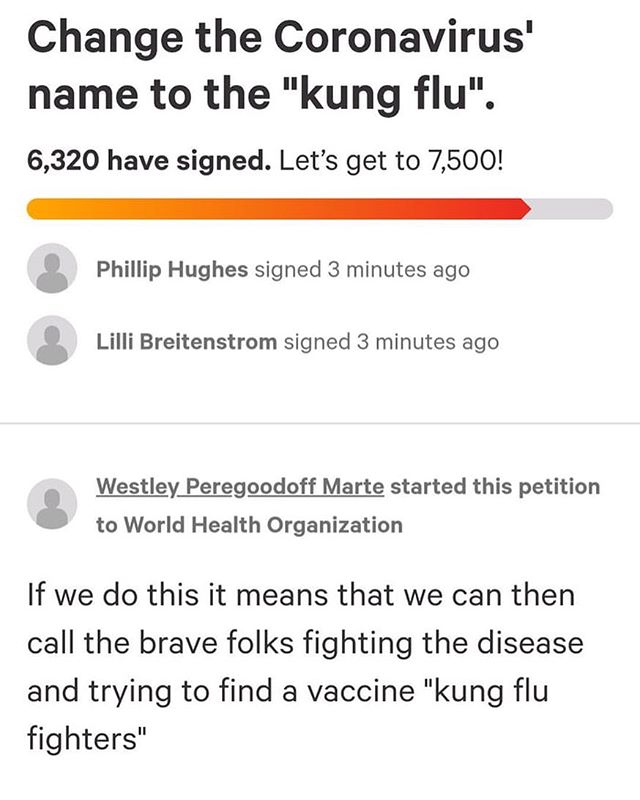 Change the Coronavirus'
name to the "kung flu".
6,320 have signed. Let's get to 7,500!
Phillip Hughes signed 3 minutes ago
Lilli Breitenstrom signed 3 minutes ago
Westley Peregoodoff Marte started this petition
to World Health Organization
If we do this it means that we can then
call the brave folks fighting the disease
and trying to find a vaccine "kung flu
fighters"